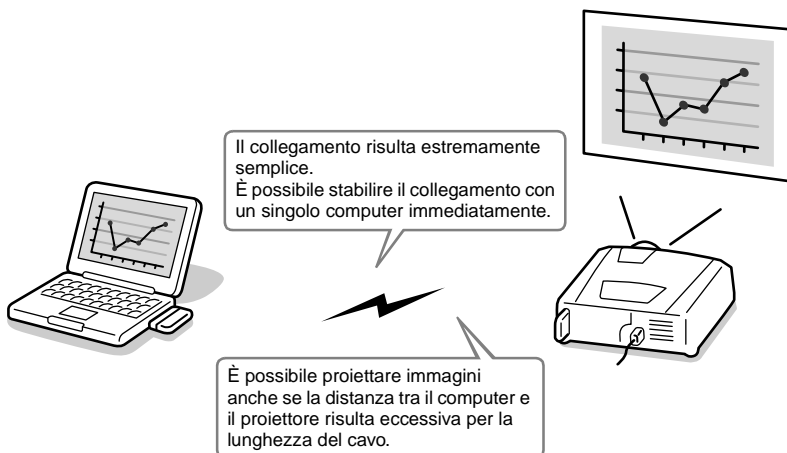 Il collegamento risulta estremamente
semplice.
È possibile stabilire il collegamento con
un singolo computer immediatamente.
È possibile proiettare immagini
anche se la distanza tra il computer e
il proiettore risulta eccessiva per la
lunghezza del cavo.